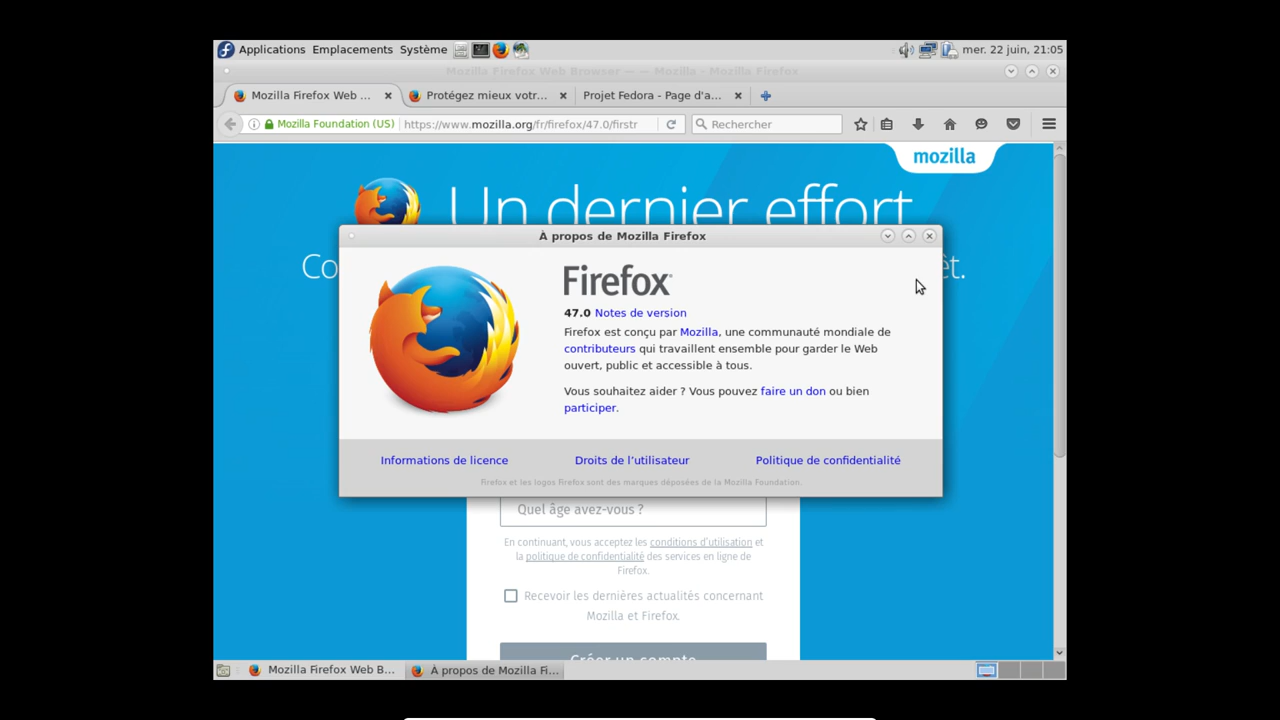 Applications Emplacements Système mer. 22 juin, 21:05
Mozilla Firefox Web Browser — — Mozilla - Mozilla Firefox
Mozilla Firefox Web ... Protégez mieux votr... Projet Fedora - Page d'a...
Mozilla Foundation (US) https://www.mozilla.org/fr/firefox/47.0/firstr Rechercher
mozilla
Un dernier effort
Co
êt.
À propos de Mozilla Firefox
Firefox
47.0 Notes de version
Firefox est conçu par Mozilla, une communauté mondiale de
contributeurs qui travaillent ensemble pour garder le Web
ouvert, public et accessible à tous.
Vous souhaitez aider ? Vous pouvez faire un don ou bien
participer.
Informations de licence Droits de l’utilisateur Politique de confidentialité
Firefox et les logos Firefox sont des marques déposées de la Mozilla Foundation.
Quel âge avez-vous ?
En continuant, vous acceptez les conditions d'utilisation et
la politique de confidentialité des services en ligne de
Firefox.
Recevoir les dernières actualités concernant
Mozilla et Firefox.
Créer un compte
Mozilla Firefox Web B... À propos de Mozilla Fi...